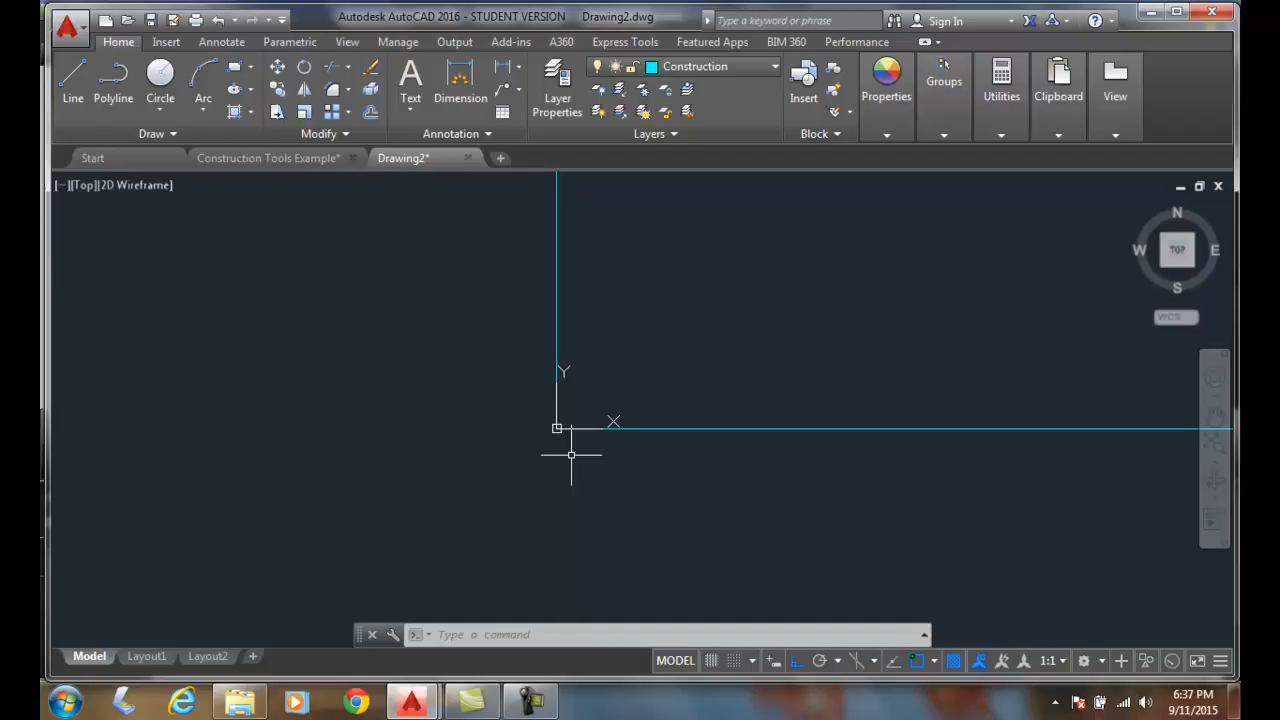 Autodesk AutoCAD 2016 - STUDENT VERSION Drawing2.dwg
Type a keyword or phrase
Sign In
Home Insert Annotate Parametric View Manage Output Add-ins A360 Express Tools Featured Apps BIM 360 Performance
Line Polyline Circle Arc
Text Dimension
Layer Properties
Construction
Insert Properties Groups Utilities Clipboard View
Draw Modify Annotation Layers Block
Start Construction Tools Example* Drawing2*
[−][Top][2D Wireframe]
N
W TOP E
S
WCS
Y
X
Type a command
Model Layout1 Layout2
MODEL 1:1
6:37 PM
9/11/2015